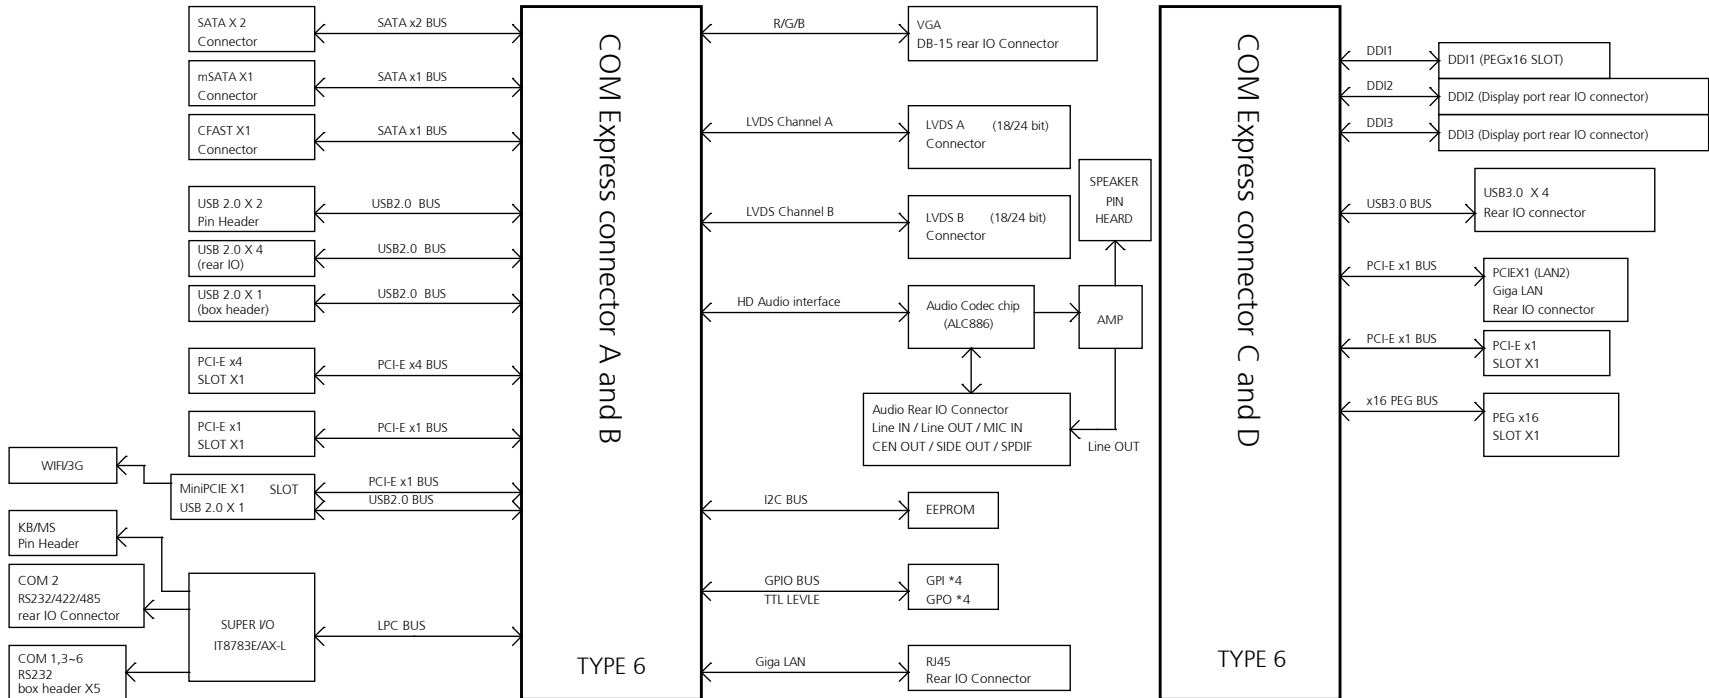 SATA X 2
Connector
SATA x2 BUS
mSATA X1
Connector
SATA x1 BUS
CFAST X1
Connector
SATA x1 BUS
USB 2.0 X 2
Pin Header
USB2.0 BUS
USB 2.0 X 4
(rear IO)
USB2.0 BUS
USB 2.0 X 1
(box header)
USB2.0 BUS
PCI-E x4
SLOT X1
PCI-E x4 BUS
PCI-E x1
SLOT X1
PCI-E x1 BUS
WIFI/3G
MiniPCIE X1 SLOT
USB 2.0 X 1
PCI-E x1 BUS
USB2.0 BUS
KB/MS
Pin Header
COM 2
RS232/422/485
rear IO Connector
COM 1,3~6
RS232
box header X5
SUPER I/O
IT8783E/AX-L
LPC BUS
COM Express connector A and B
TYPE 6
R/G/B
VGA
DB-15 rear IO Connector
LVDS Channel A
LVDS A (18/24 bit)
Connector
LVDS Channel B
LVDS B (18/24 bit)
Connector
SPEAKER
PIN
HEARD
HD Audio interface
Audio Codec chip
(ALC886)
AMP
Audio Rear IO Connector
Line IN / Line OUT / MIC IN
CEN OUT / SIDE OUT / SPDIF
Line OUT
I2C BUS
EEPROM
GPIO BUS
TTL LEVLE
GPI *4
GPO *4
Giga LAN
RJ45
Rear IO Connector
COM Express connector C and D
TYPE 6
DDI1
DDI1 (PEGx16 SLOT)
DDI2
DDI2 (Display port rear IO connector)
DDI3
DDI3 (Display port rear IO connector)
USB3.0 BUS
USB3.0 X 4
Rear IO connector
PCI-E x1 BUS
PCIEX1 (LAN2)
Giga LAN
Rear IO connector
PCI-E x1 BUS
PCI-E x1
SLOT X1
x16 PEG BUS
PEG x16
SLOT X1